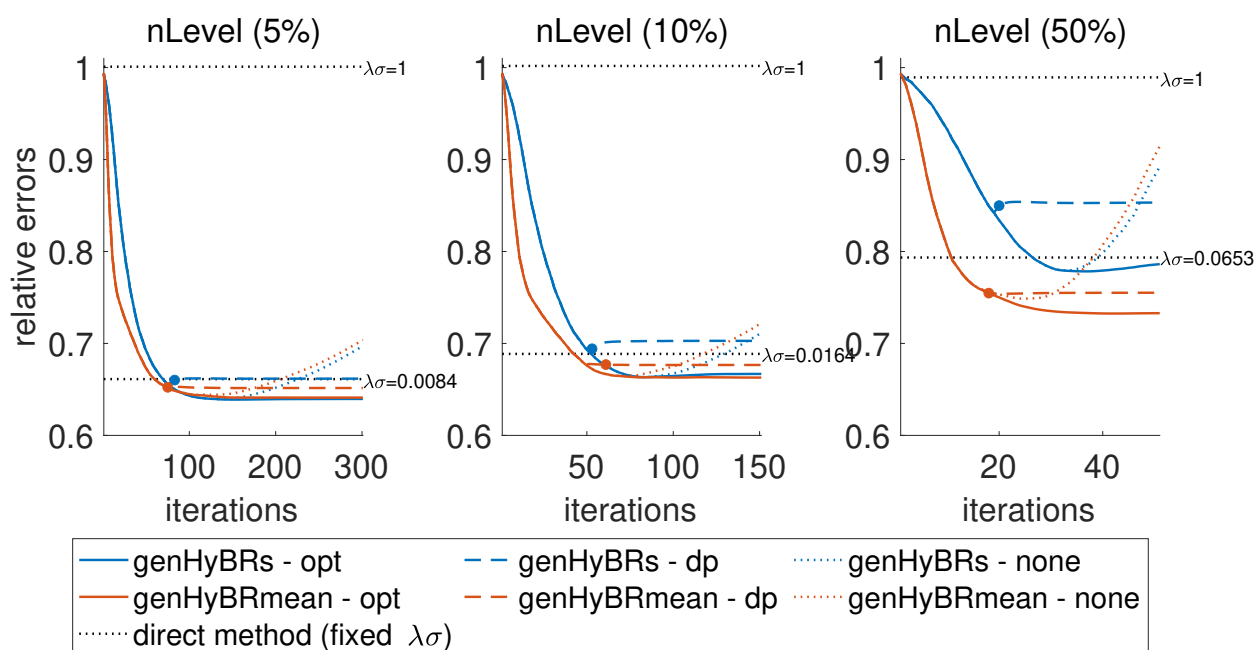 nLevel (5%) nLevel (10%) nLevel (50%)
1 λσ=1 1 λσ=1 1 λσ=1
0.9 0.9 0.9
0.8 0.8 0.8 λσ=0.0653
0.7 0.7 0.7
λσ=0.0084 λσ=0.0164
0.6 0.6 0.6
relative errors
100 200 300 50 100 150 20 40
iterations iterations iterations
genHyBRs - opt genHyBRs - dp genHyBRs - none
genHyBRmean - opt genHyBRmean - dp genHyBRmean - none
direct method (fixed λσ)